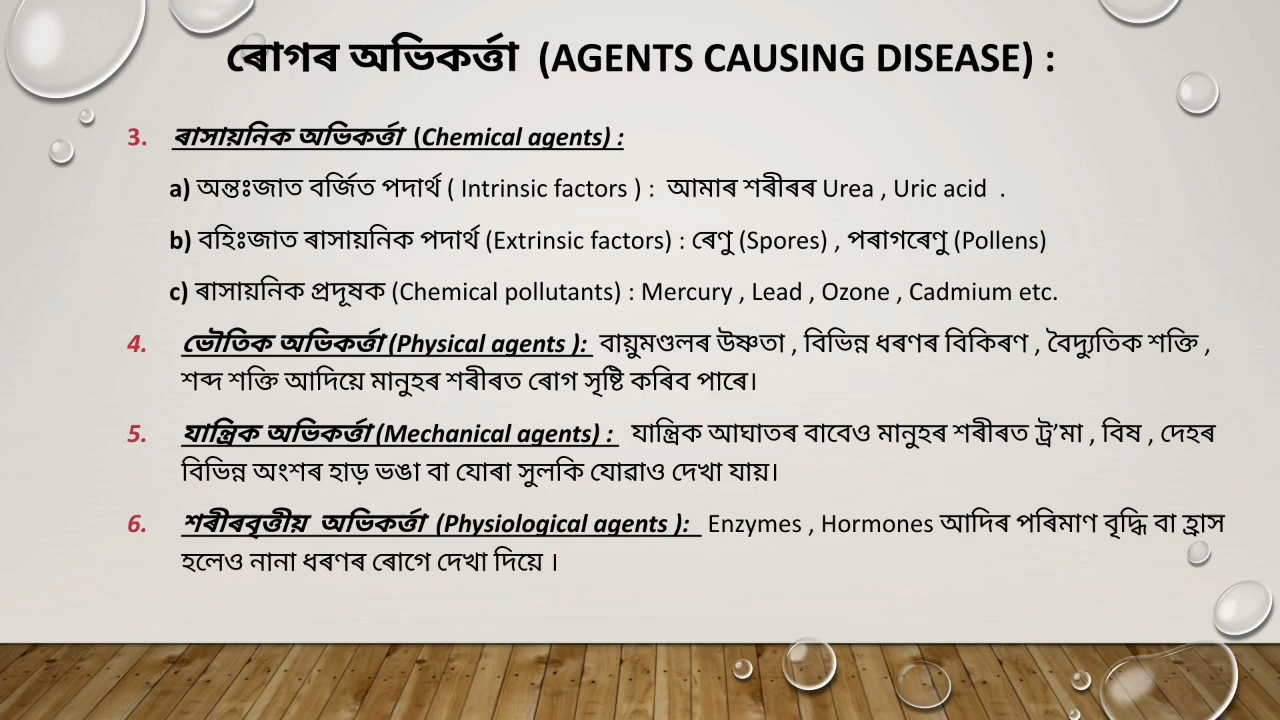 ৰোগৰ অভিকৰ্ত্তা (AGENTS CAUSING DISEASE) :
3. ৰাসায়নিক অভিকৰ্ত্তা (Chemical agents) :
a) অন্তঃজাত বৰ্জিত পদাৰ্থ ( Intrinsic factors ) : আমাৰ শৰীৰৰ Urea , Uric acid .
b) বহিঃজাত ৰাসায়নিক পদাৰ্থ (Extrinsic factors) : ৰেণু (Spores) , পৰাগৰেণু (Pollens)
c) ৰাসায়নিক প্ৰদূষক (Chemical pollutants) : Mercury , Lead , Ozone , Cadmium etc.
4. ভৌতিক অভিকৰ্ত্তা (Physical agents ): বায়ুমণ্ডলৰ উষ্ণতা , বিভিন্ন ধৰণৰ বিকিৰণ , বৈদ্যুতিক শক্তি ,
শব্দ শক্তি আদিয়ে মানুহৰ শৰীৰত ৰোগ সৃষ্টি কৰিব পাৰে।
5. যান্ত্ৰিক অভিকৰ্ত্তা (Mechanical agents) : যান্ত্ৰিক আঘাতৰ বাবেও মানুহৰ শৰীৰত ট্ৰ’মা , বিষ , দেহৰ
বিভিন্ন অংশৰ হাড় ভঙা বা যোৰা সুলকি যোৱাও দেখা যায়।
6. শৰীৰবৃত্তীয় অভিকৰ্ত্তা (Physiological agents ): Enzymes , Hormones আদিৰ পৰিমাণ বৃদ্ধি বা হ্ৰাস
হলেও নানা ধৰণৰ ৰোগে দেখা দিয়ে ।